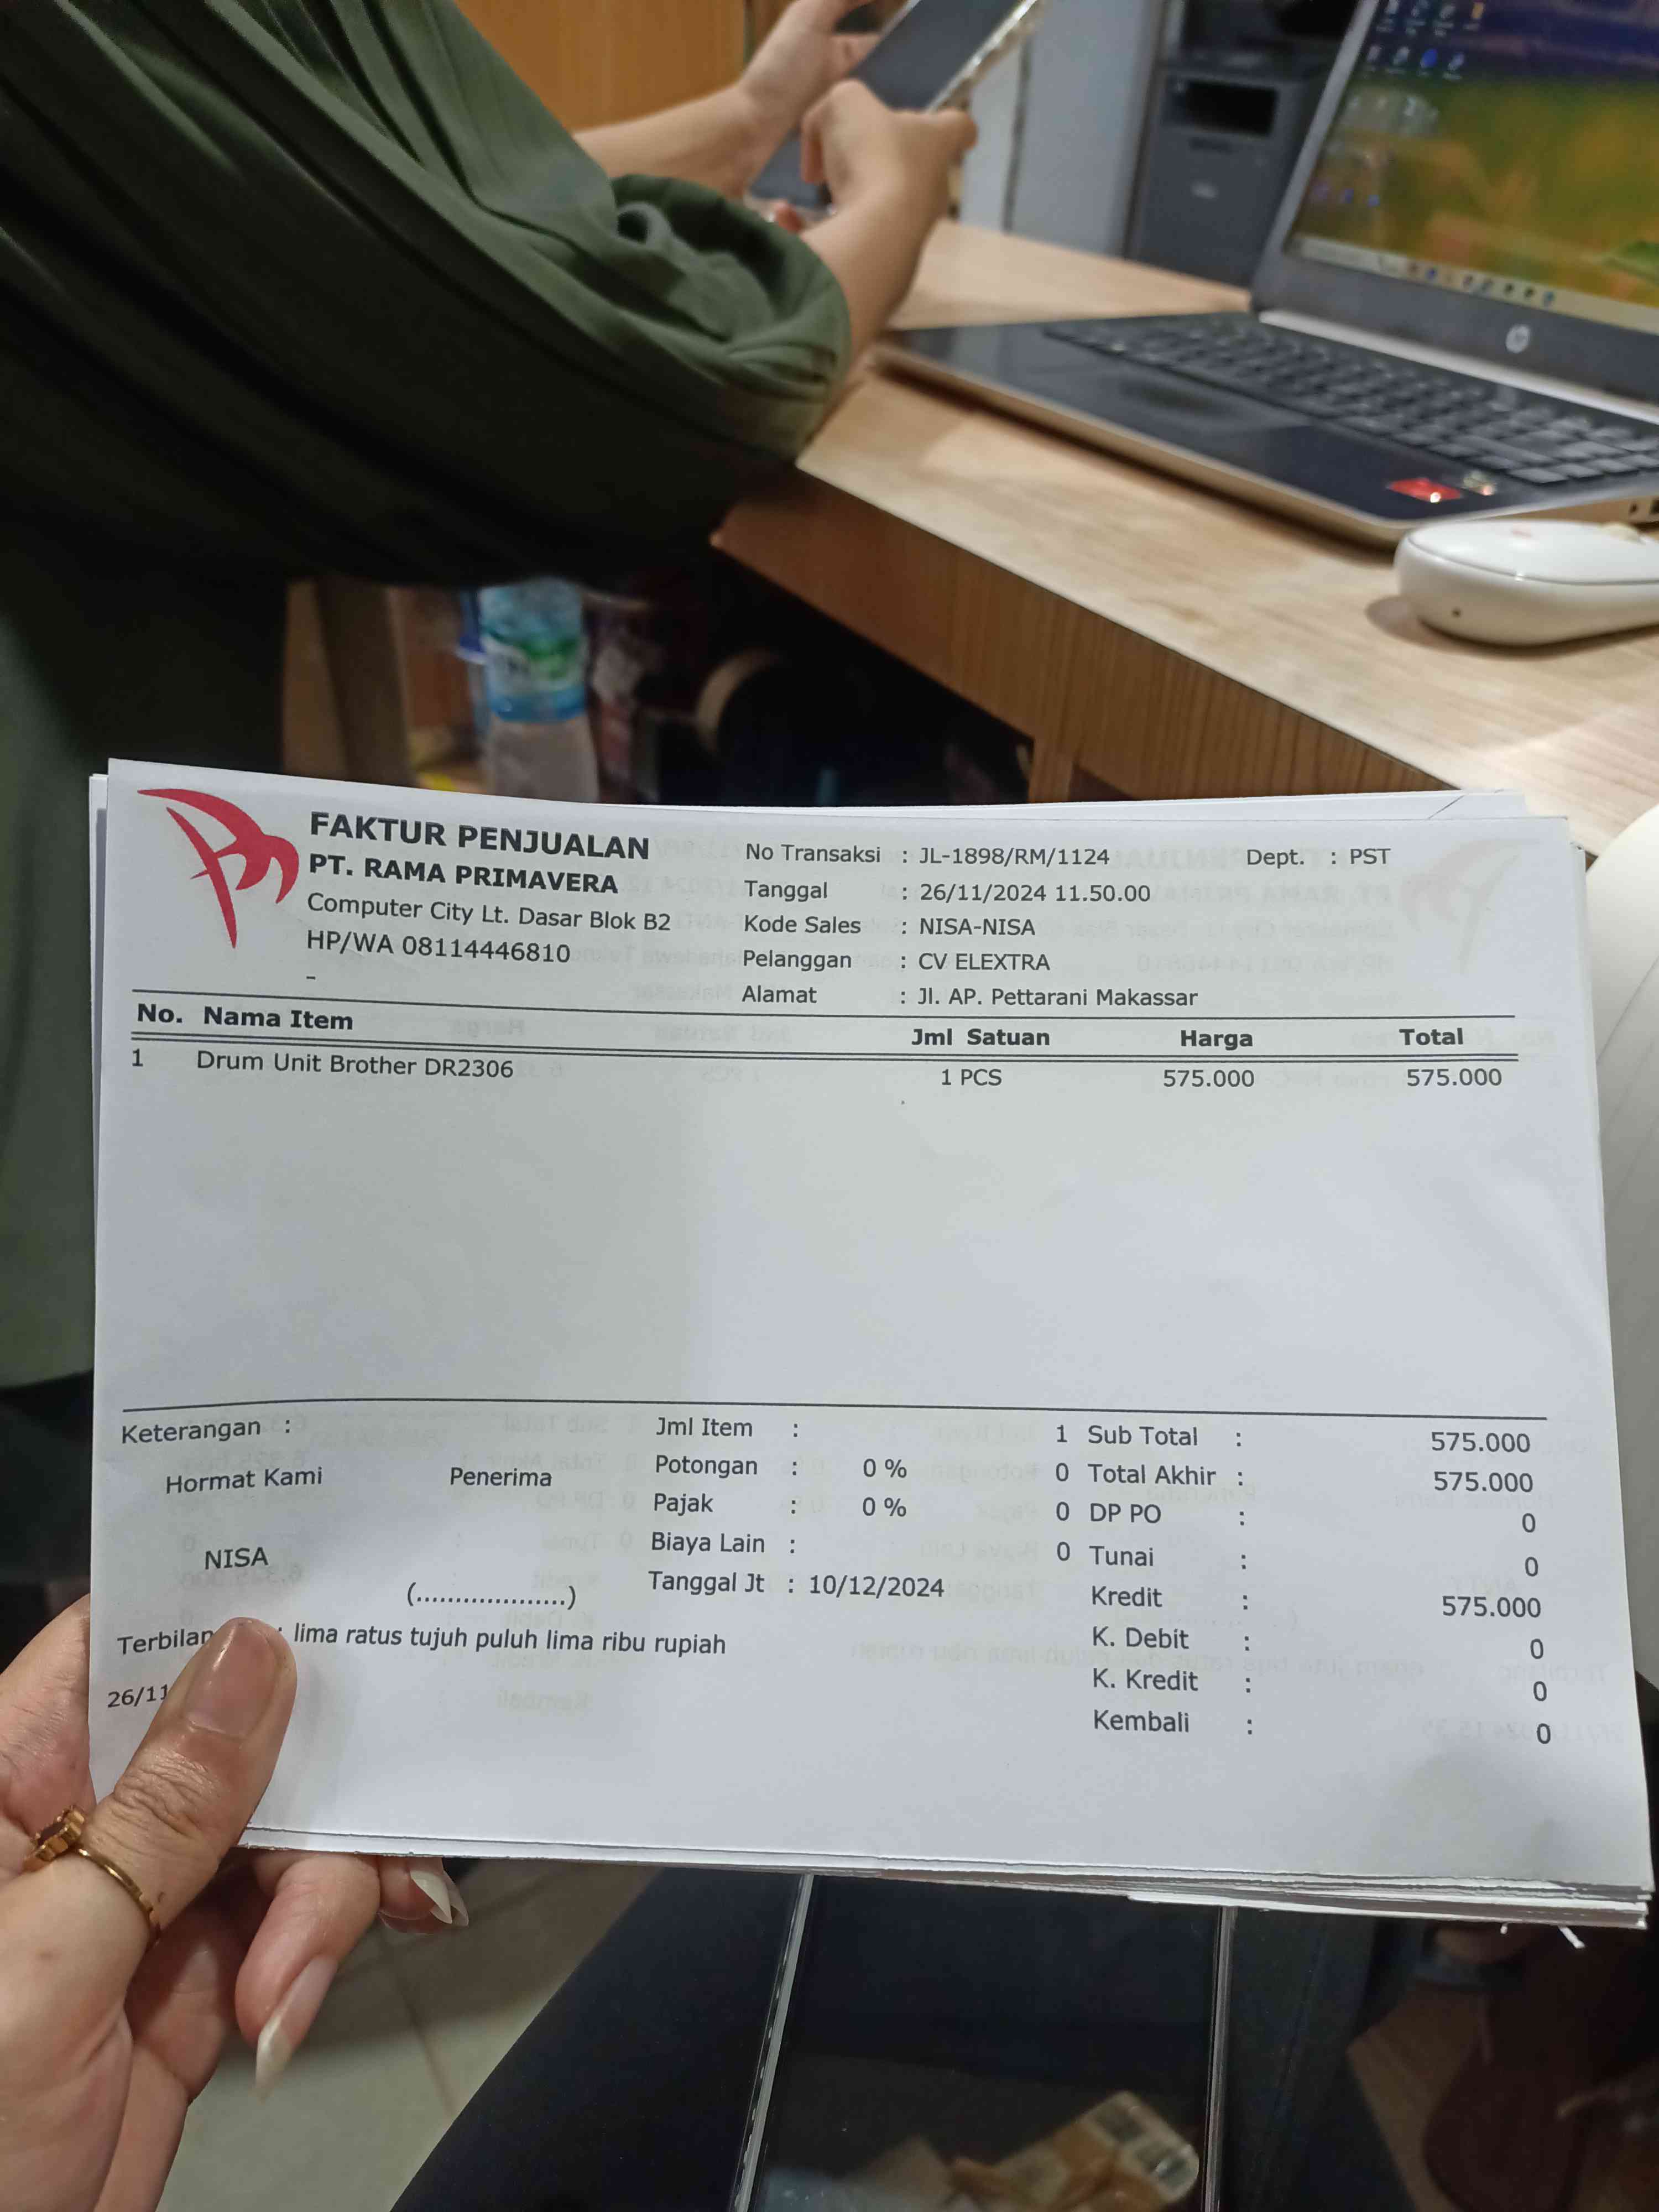 FAKTUR PENJUALAN
PT. RAMA PRIMAVERA
Computer City Lt. Dasar Blok B2
HP/WA 08114446810
-
No Transaksi : JL-1898/RM/1124 Dept. : PST
Tanggal : 26/11/2024 11.50.00
Kode Sales : NISA-NISA
Pelanggan : CV ELEXTRA
Alamat : Jl. AP. Pettarani Makassar
No. Nama Item Jml Satuan Harga Total
1 Drum Unit Brother DR2306 1 PCS 575.000 575.000
Keterangan :
Hormat Kami Penerima
NISA
(....................)
Jml Item : 1
Potongan : 0 % 0
Pajak : 0 % 0
Biaya Lain : 0
Tanggal Jt : 10/12/2024
Sub Total : 575.000
Total Akhir : 575.000
DP PO : 0
Tunai : 0
Kredit : 575.000
K. Debit : 0
K. Kredit : 0
Kembali : 0
Terbilan : lima ratus tujuh puluh lima ribu rupiah
26/11
hp